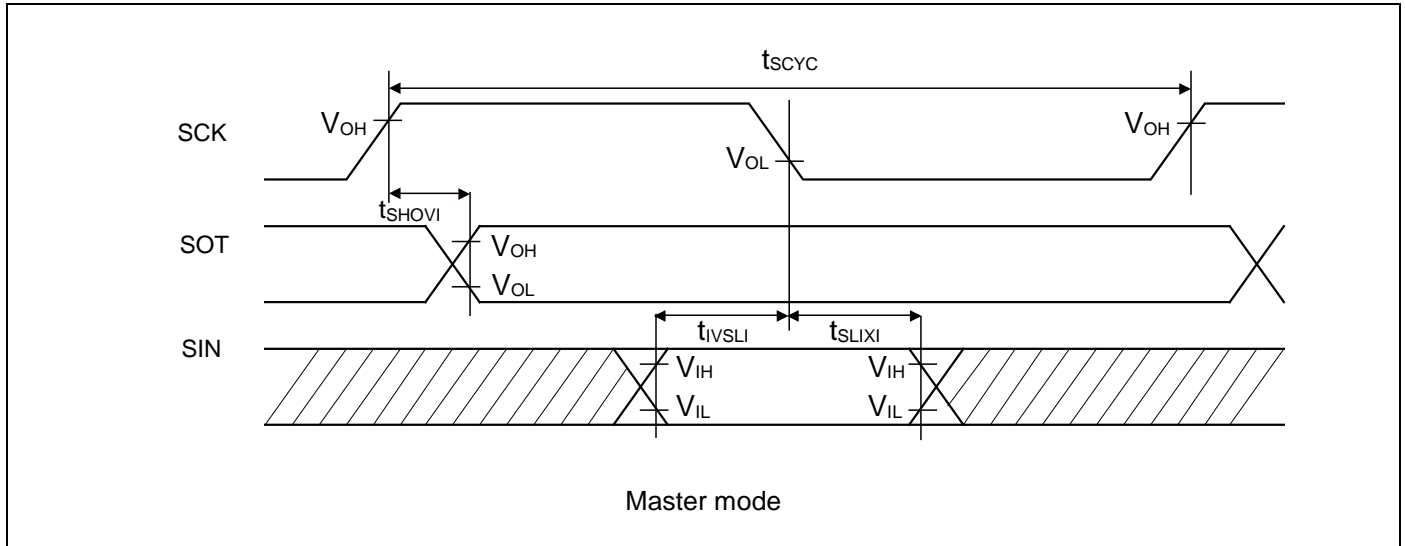 tSCYC
SCK
VOH
VOL
VOH
tSHOVI
SOT
VOH
VOL
tIVSLI
tSLIXI
SIN
VIH
VIL
VIH
VIL
Master mode